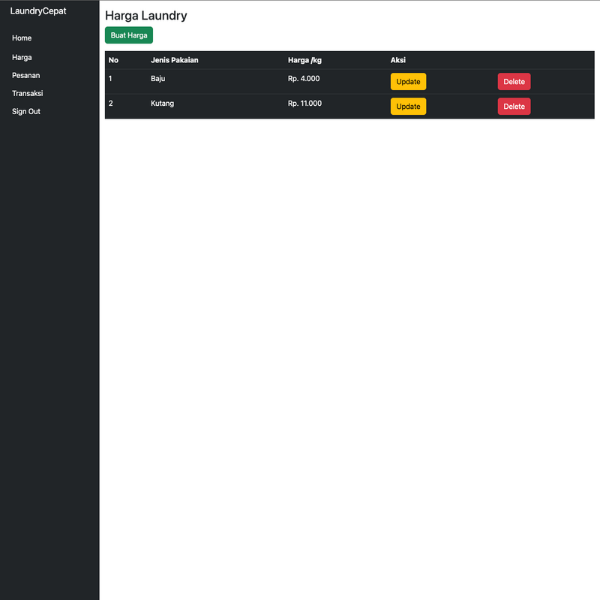 LaundryCepat
Home
Harga
Pesanan
Transaksi
Sign Out
Harga Laundry
Buat Harga
No Jenis Pakaian Harga /kg Aksi
1 Baju Rp. 4.000 Update Delete
2 Kutang Rp. 11.000 Update Delete